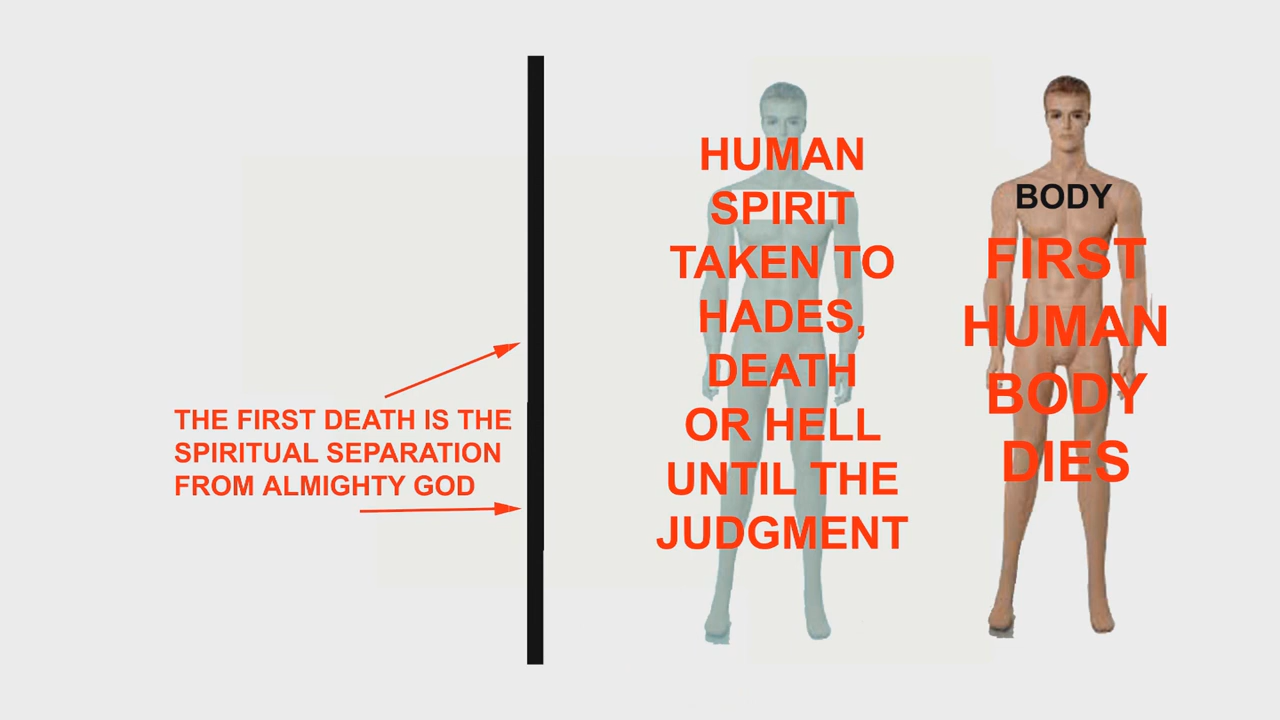 THE FIRST DEATH IS THE
SPIRITUAL SEPARATION
FROM ALMIGHTY GOD
HUMAN
SPIRIT
TAKEN TO
HADES,
DEATH
OR HELL
UNTIL THE
JUDGMENT
BODY
FIRST
HUMAN
BODY
DIES